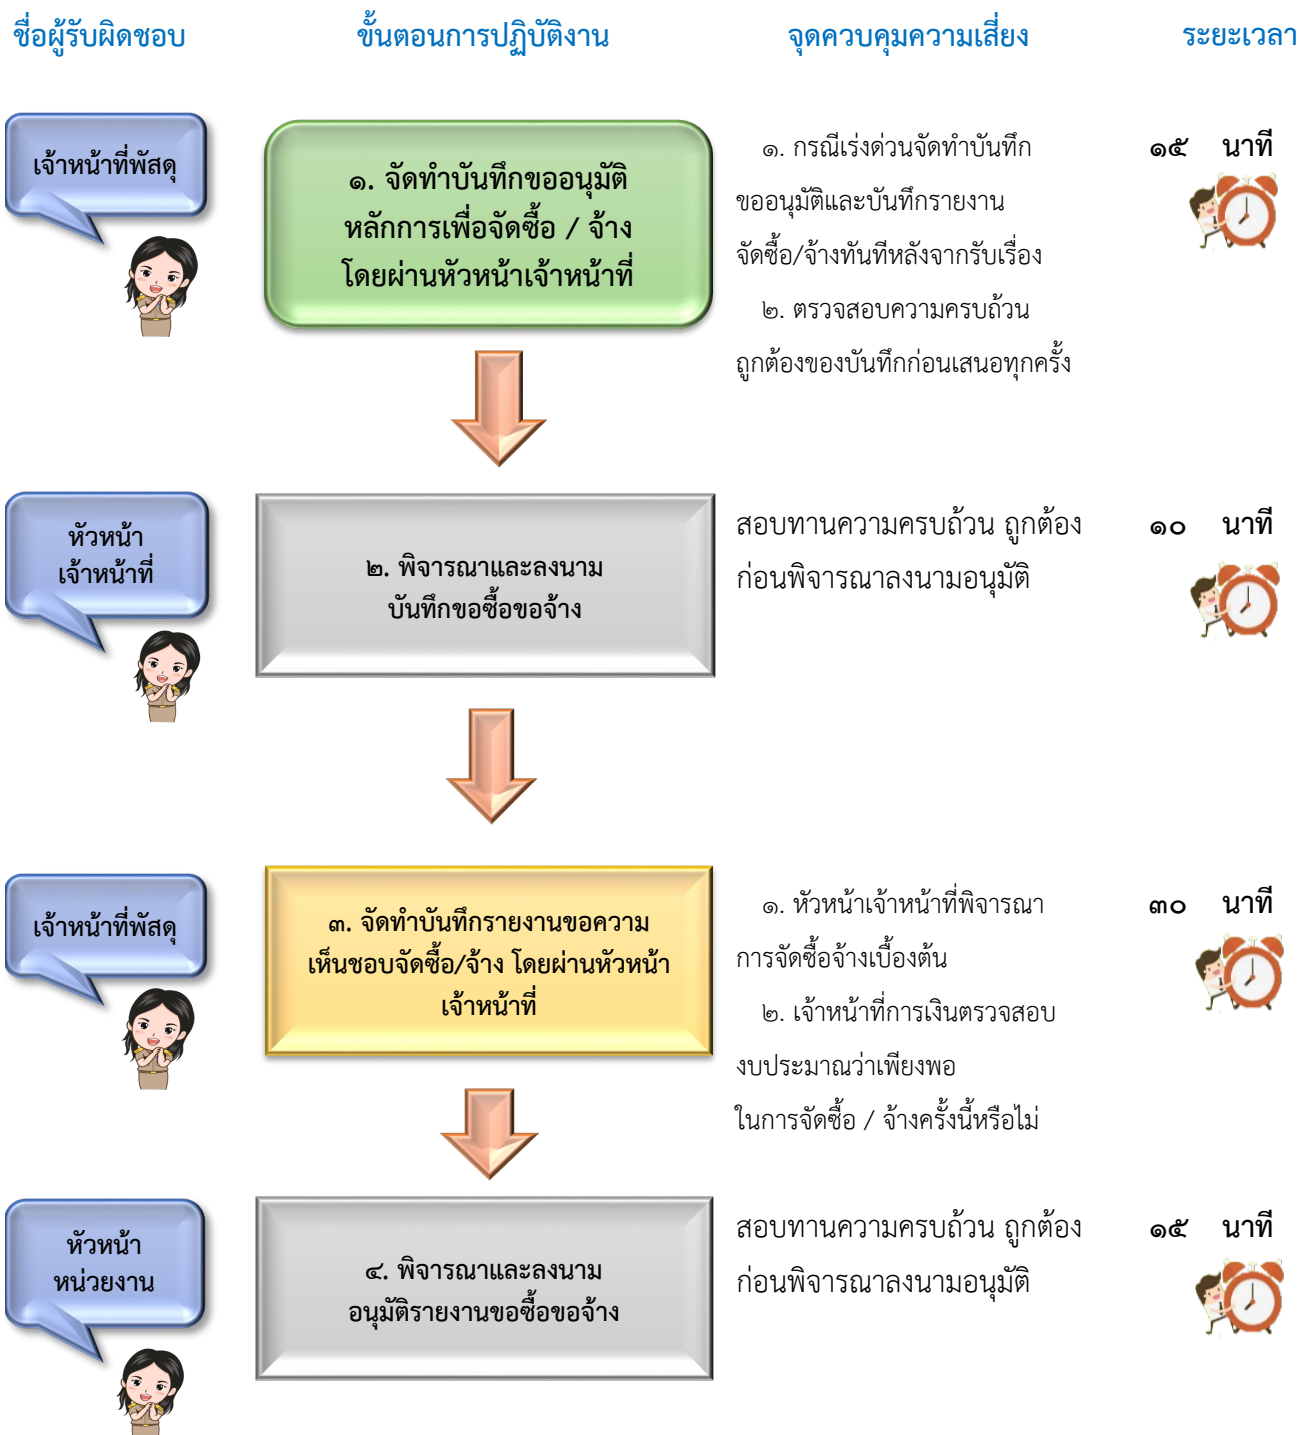 ชื่อผู้รับผิดชอบ
ขั้นตอนการปฏิบัติงาน
จุดควบคุมความเสี่ยง
ระยะเวลา
เจ้าหน้าที่พัสดุ
๑. จัดทำบันทึกขออนุมัติ
หลักการเพื่อจัดซื้อ / จ้าง
โดยผ่านหัวหน้าเจ้าหน้าที่
๑. กรณีเร่งด่วนจัดทำบันทึก
ขออนุมัติและบันทึกรายงาน
จัดซื้อ/จ้างทันทีหลังจากรับเรื่อง
๒. ตรวจสอบความครบถ้วน
ถูกต้องของบันทึกก่อนเสนอทุกครั้ง
๑๕ นาที
หัวหน้า
เจ้าหน้าที่
๒. พิจารณาและลงนาม
บันทึกขอซื้อขอจ้าง
สอบทานความครบถ้วน ถูกต้อง
ก่อนพิจารณาลงนามอนุมัติ
๑๐ นาที
เจ้าหน้าที่พัสดุ
๓. จัดทำบันทึกรายงานขอความ
เห็นชอบจัดซื้อ/จ้าง โดยผ่านหัวหน้า
เจ้าหน้าที่
๑. หัวหน้าเจ้าหน้าที่พิจารณา
การจัดซื้อจ้างเบื้องต้น
๒. เจ้าหน้าที่การเงินตรวจสอบ
งบประมาณว่าเพียงพอ
ในการจัดซื้อ / จ้างครั้งนี้หรือไม่
๓๐ นาที
หัวหน้า
หน่วยงาน
๔. พิจารณาและลงนาม
อนุมัติรายงานขอซื้อขอจ้าง
สอบทานความครบถ้วน ถูกต้อง
ก่อนพิจารณาลงนามอนุมัติ
๑๕ นาที